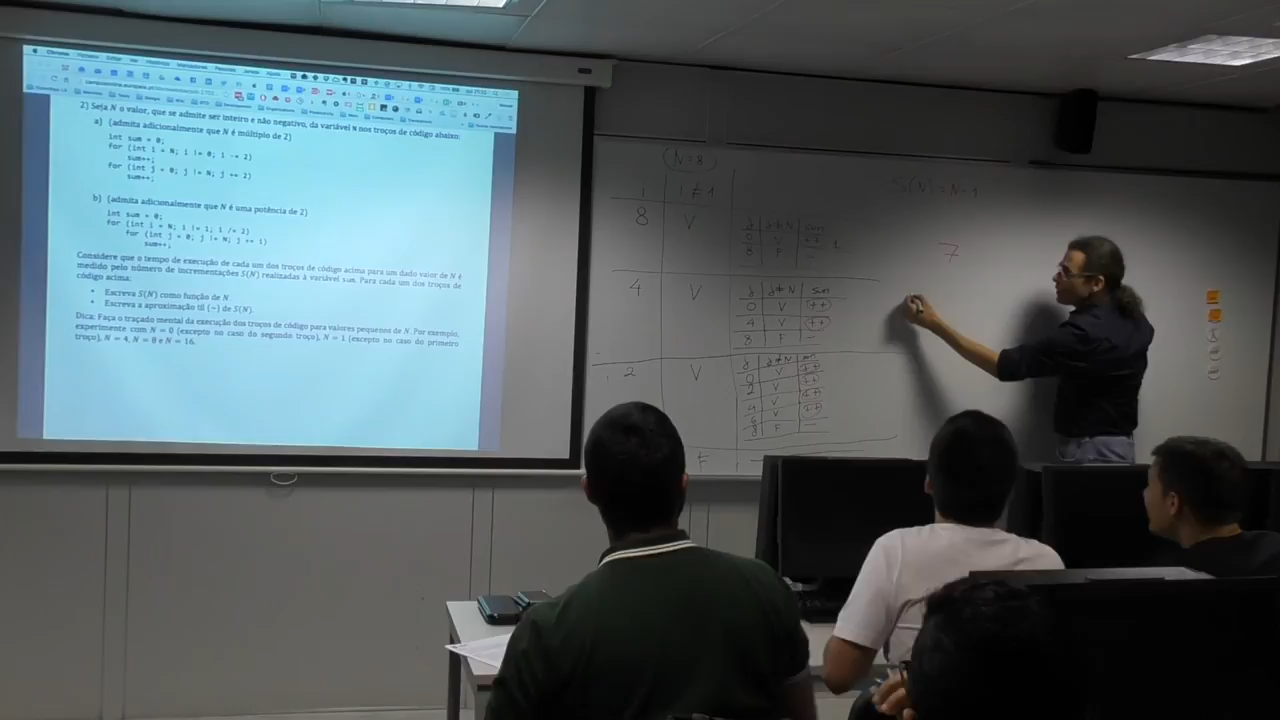 2) Seja N o valor, que se admite ser inteiro e não negativo, da variável N nos troços de código abaixo:
a) (admita adicionalmente que N é múltiplo de 2)
int sum = 0;
for (int i = N; i != 0; i -= 2)
sum++;
for (int j = 0; j != N; j += 2)
sum++;
b) (admita adicionalmente que N é uma potência de 2)
int sum = 0;
for (int i = N; i != 1; i /= 2)
for (int j = 0; j != N; j += i)
sum++;
Considere que o tempo de execução de cada um dos troços de código acima para um dado valor de N é
medido pelo número de incrementações S(N) realizadas à variável sum. Para cada um dos troços de
código acima:
• Escreva S(N) como função de N.
• Escreva a aproximação til (~) de S(N).
Dica: Faça o traçado mental da execução dos troços de código para valores pequenos de N. Por exemplo,
experimente com N = 0 (excepto no caso do segundo troço), N = 1 (excepto no caso do primeiro
troço), N = 4, N = 8 e N = 16.
N=8
i i ≠ 1
8 V
j j≠N sum
0 V ++ 1
8 F -
4 V
j j≠N sum
0 V ++
4 V ++
8 F -
2 V
j j≠N sum
0 V ++
2 V ++
4 V ++
6 V ++
8 F -
F
S(N)=N-1
7